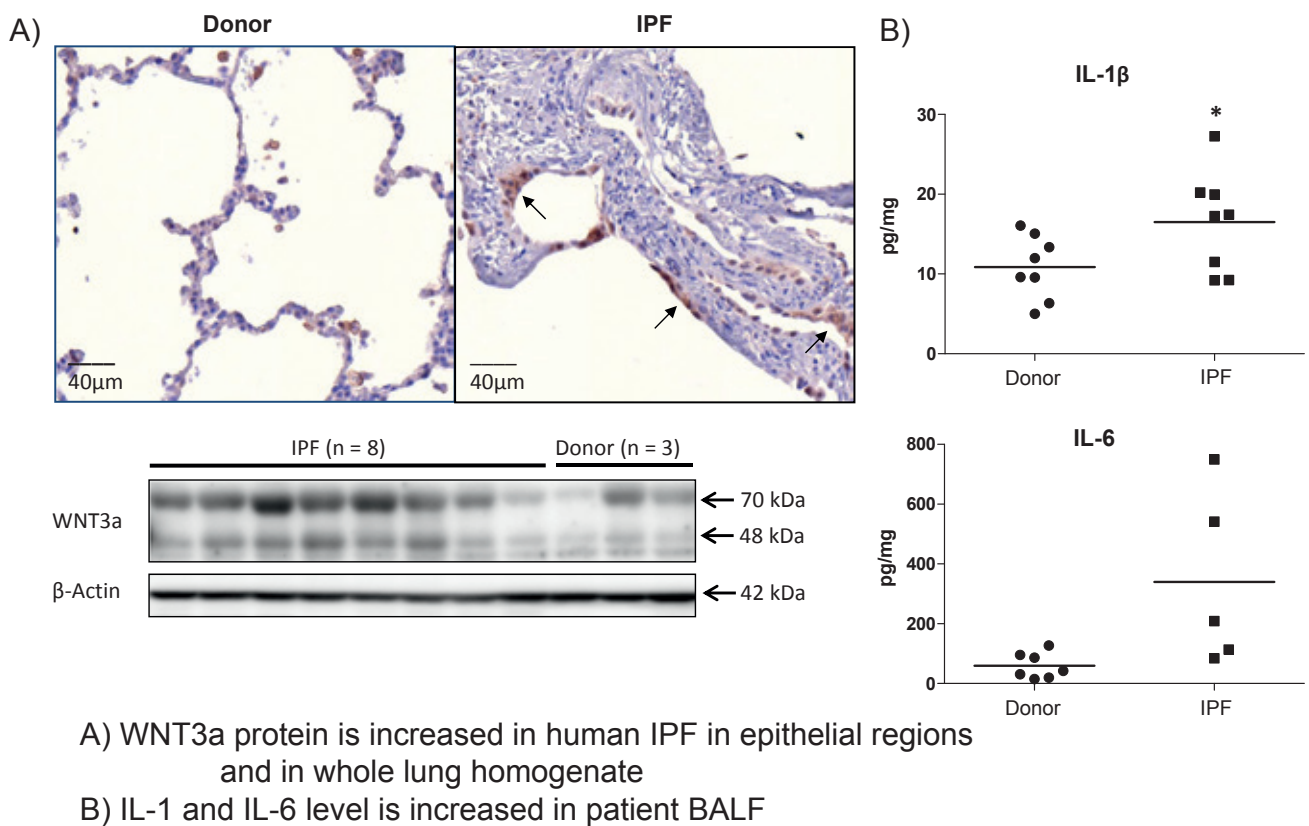 A)
Donor
IPF
40µm
40µm
IPF (n = 8)
Donor (n = 3)
WNT3a
70 kDa
48 kDa
β-Actin
42 kDa
B)
IL-1β
*
pg/mg
30
20
10
0
Donor
IPF
IL-6
pg/mg
800
600
400
200
0
Donor
IPF
A) WNT3a protein is increased in human IPF in epithelial regions
and in whole lung homogenate
B) IL-1 and IL-6 level is increased in patient BALF